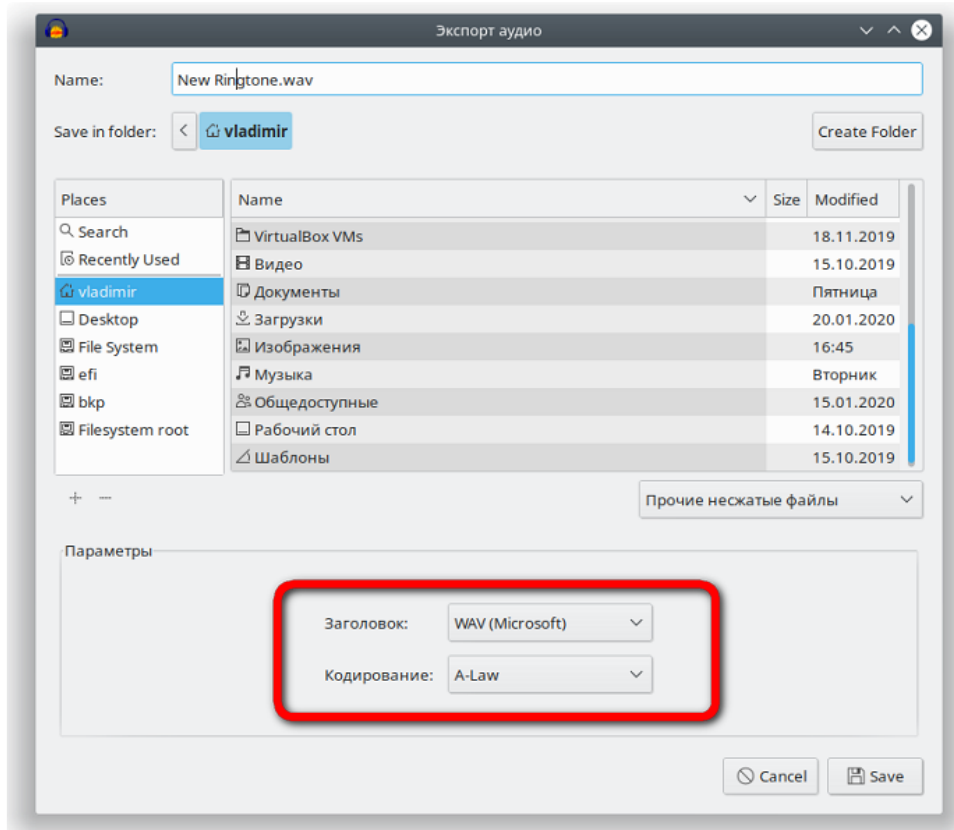 Экспорт аудио
Name: New Ringtone.wav
Save in folder: vladimir Create Folder
Places Name Size Modified
Search
Recently Used
vladimir
Desktop
File System
efi
bkp
Filesystem root
VirtualBox VMs 18.11.2019
Видео 15.10.2019
Документы Пятница
Загрузки 20.01.2020
Изображения 16:45
Музыка Вторник
Общедоступные 15.01.2020
Рабочий стол 14.10.2019
Шаблоны 15.10.2019
Прочие несжатые файлы
Параметры
Заголовок: WAV (Microsoft)
Кодирование: A-Law
Cancel Save